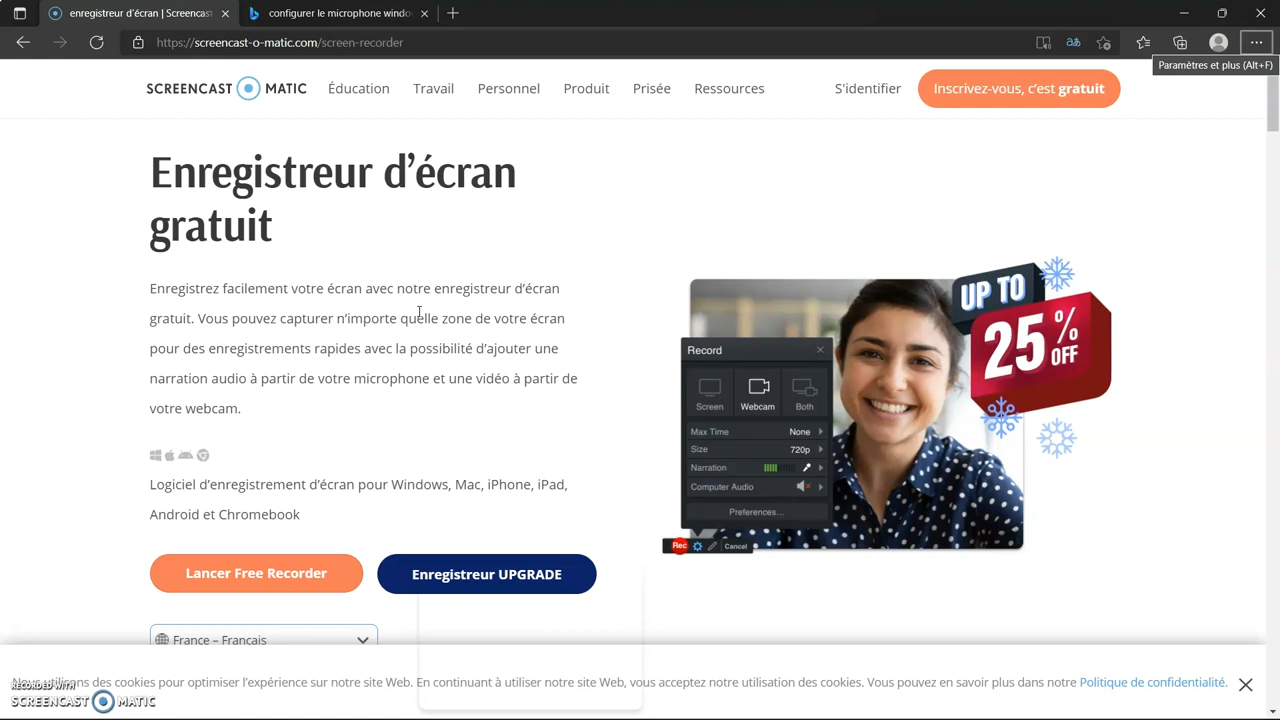 enregistreur d'écran | Screencast
configurer le microphone windo
https://screencast-o-matic.com/screen-recorder
Paramètres et plus (Alt+F)
SCREENCAST MATIC
Éducation
Travail
Personnel
Produit
Prisée
Ressources
S'identifier
Inscrivez-vous, c'est gratuit
Enregistreur d'écran
gratuit
Enregistrez facilement votre écran avec notre enregistreur d'écran
gratuit. Vous pouvez capturer n'importe quelle zone de votre écran
pour des enregistrements rapides avec la possibilité d'ajouter une
narration audio à partir de votre microphone et une vidéo à partir de
votre webcam.
Logiciel d'enregistrement d'écran pour Windows, Mac, iPhone, iPad,
Android et Chromebook
Lancer Free Recorder
Enregistreur UPGRADE
France – Français
UP TO
25% OFF
Record
Screen
Webcam
Both
Max Time None
Size 720p
Narration
Computer Audio
Preferences...
Rec
Cancel
Nous utilisons des cookies pour optimiser l'expérience sur notre site Web. En continuant à utiliser notre site Web, vous acceptez notre utilisation des cookies. Vous pouvez en savoir plus dans notre Politique de confidentialité.
RECORDED WITH
SCREENCAST MATIC